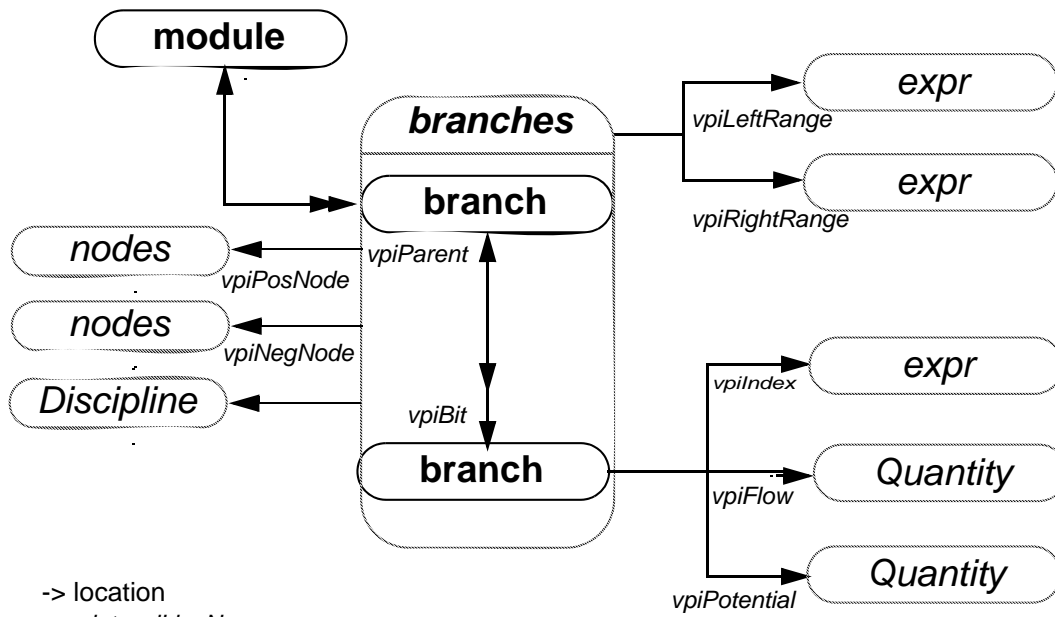 module
expr
vpiLeftRange
branches
expr
vpiRightRange
branch
nodes
vpiParent
vpiPosNode
nodes
vpiNegNode
expr
vpiIndex
Discipline
vpiBit
branch
Quantity
vpiFlow
Quantity
vpiPotential
-> location